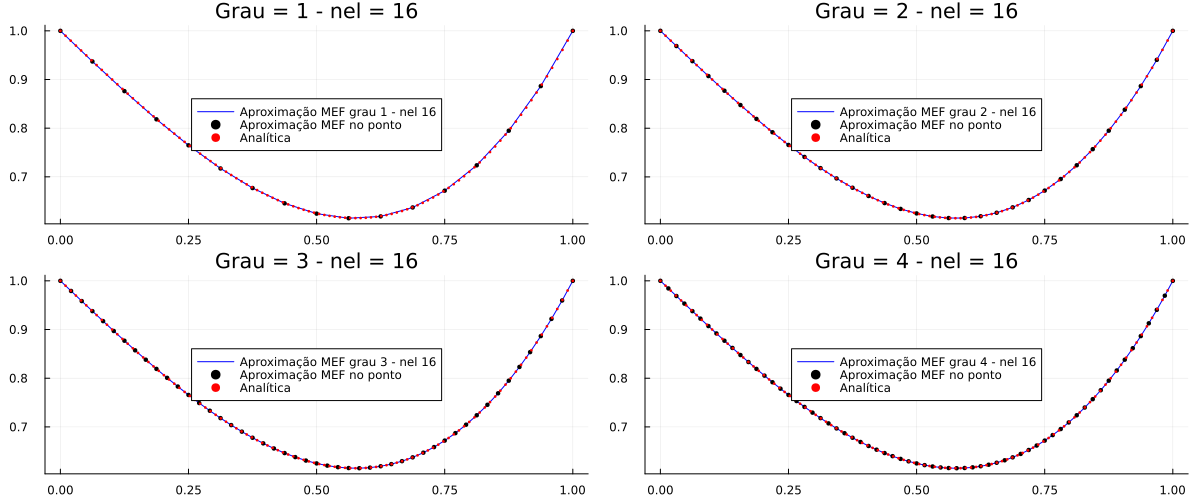 Grau = 1 - nel = 16
1.0
0.9
0.8
0.7
Aproximação MEF grau 1 - nel 16
Aproximação MEF no ponto
Analítica
0.00 0.25 0.50 0.75 1.00
Grau = 2 - nel = 16
1.0
0.9
0.8
0.7
Aproximação MEF grau 2 - nel 16
Aproximação MEF no ponto
Analítica
0.00 0.25 0.50 0.75 1.00
Grau = 3 - nel = 16
1.0
0.9
0.8
0.7
Aproximação MEF grau 3 - nel 16
Aproximação MEF no ponto
Analítica
0.00 0.25 0.50 0.75 1.00
Grau = 4 - nel = 16
1.0
0.9
0.8
0.7
Aproximação MEF grau 4 - nel 16
Aproximação MEF no ponto
Analítica
0.00 0.25 0.50 0.75 1.00